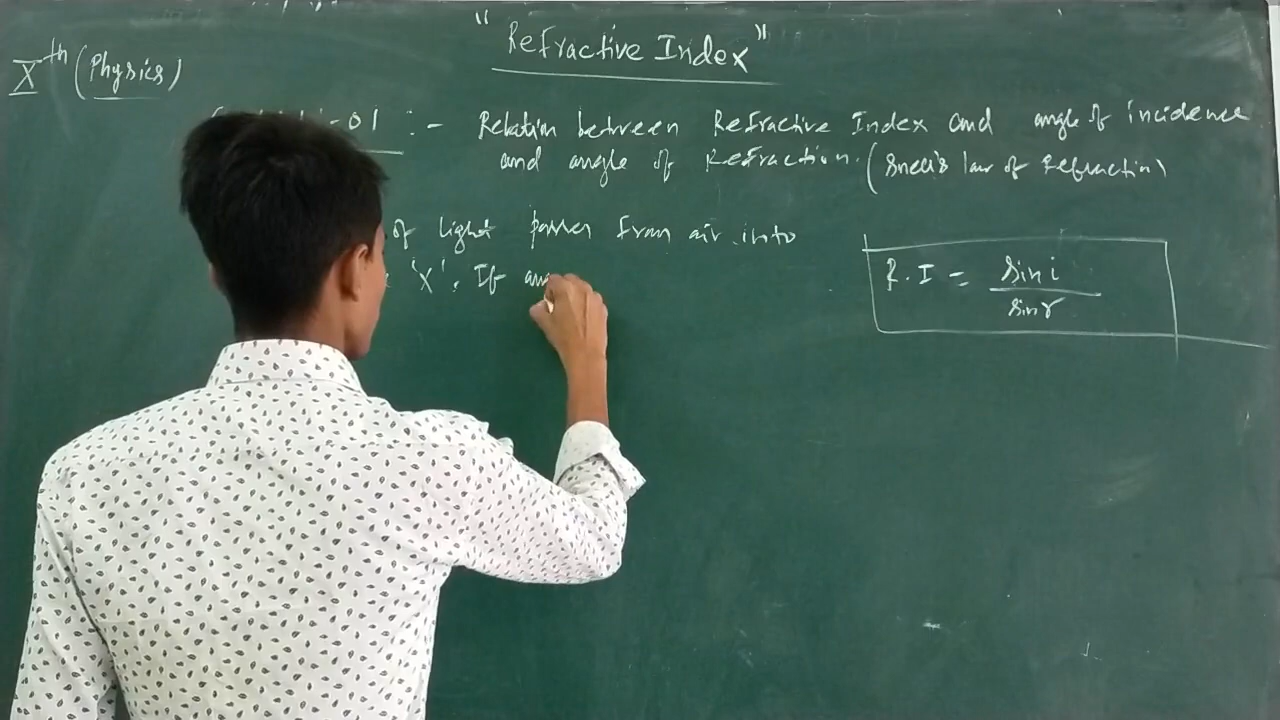 "Refractive Index"
Xth (Physics)
-01 :- Relation between Refractive Index and angle of incidence
and angle of Refraction. (Snell's law of Refraction)
of light passes from air into
'X'. If
R.I = sin i / sin r